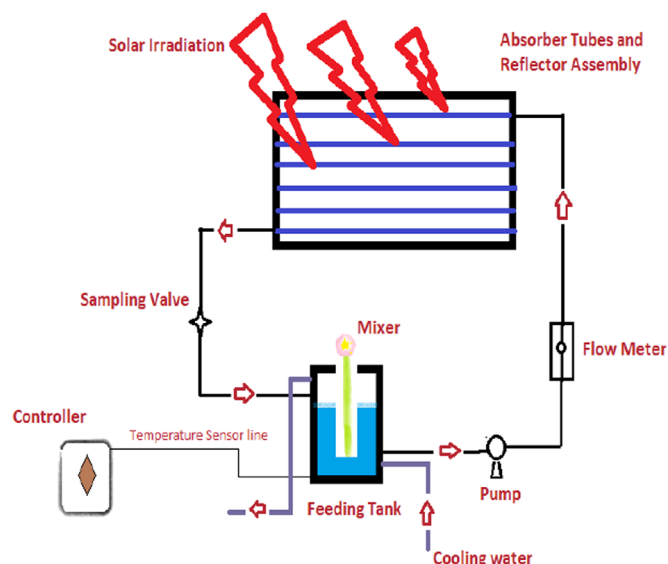 Solar Irradiation
Absorber Tubes and
Reflector Assembly
Sampling Valve
Mixer
Flow Meter
Controller
Temperature Sensor line
Feeding Tank
Pump
Cooling water